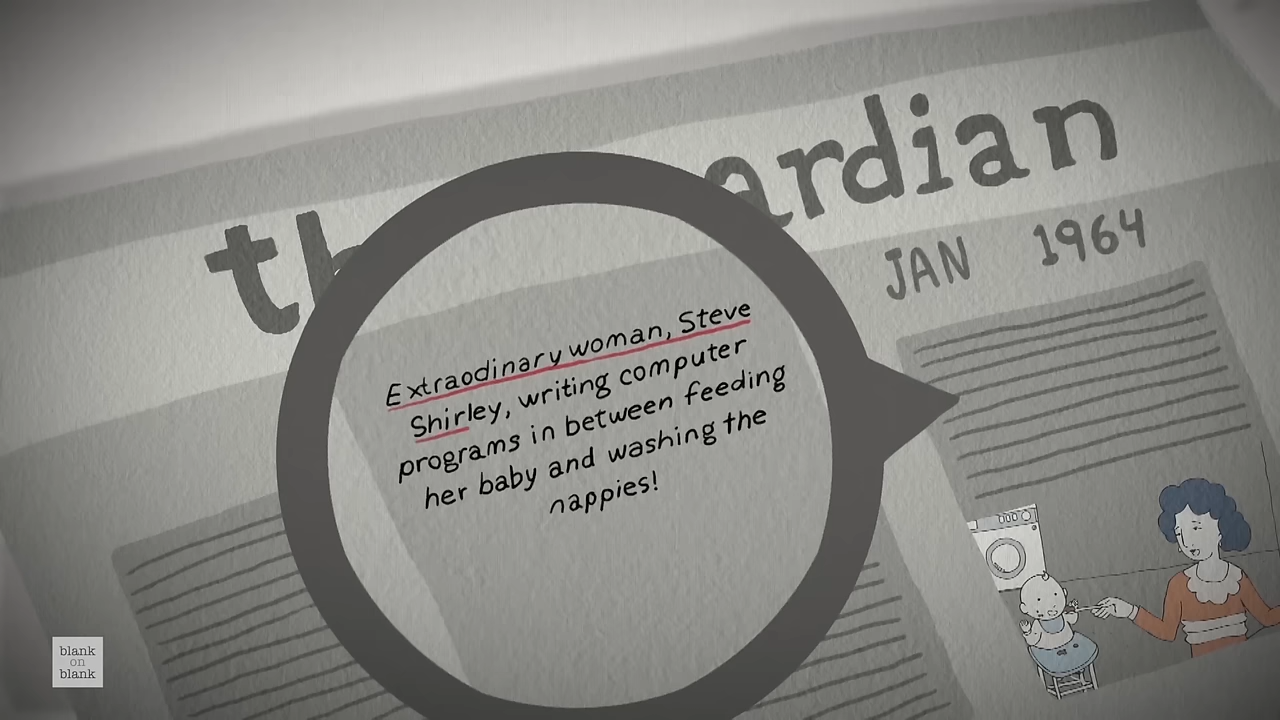 th ardian
JAN 1964
Extraodinary woman, Steve
Shirley, writing computer
programs in between feeding
her baby and washing the
nappies!
blank
on
blank